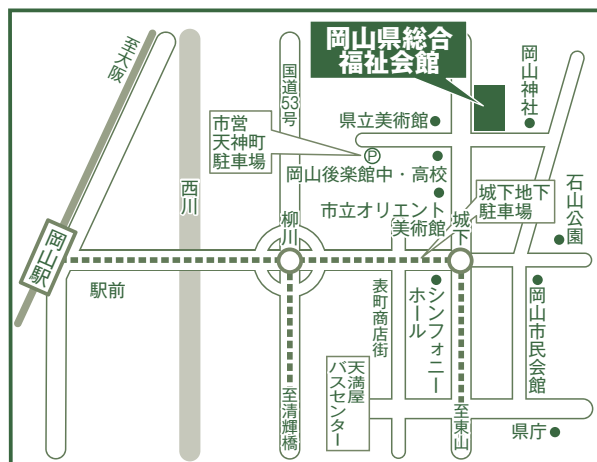 岡山県総合
福祉会館
至大阪
国道53号
岡山神社
市営
天神町
駐車場
県立美術館
P
岡山後楽館中・高校
西川
城下地下
駐車場
石山公園
市立オリエント
美術館
柳川
城下
岡山駅
駅前
表町商店街
シンフォニー
ホール
岡山市民会館
天満屋
バスセンター
至清輝橋
至東山
県庁